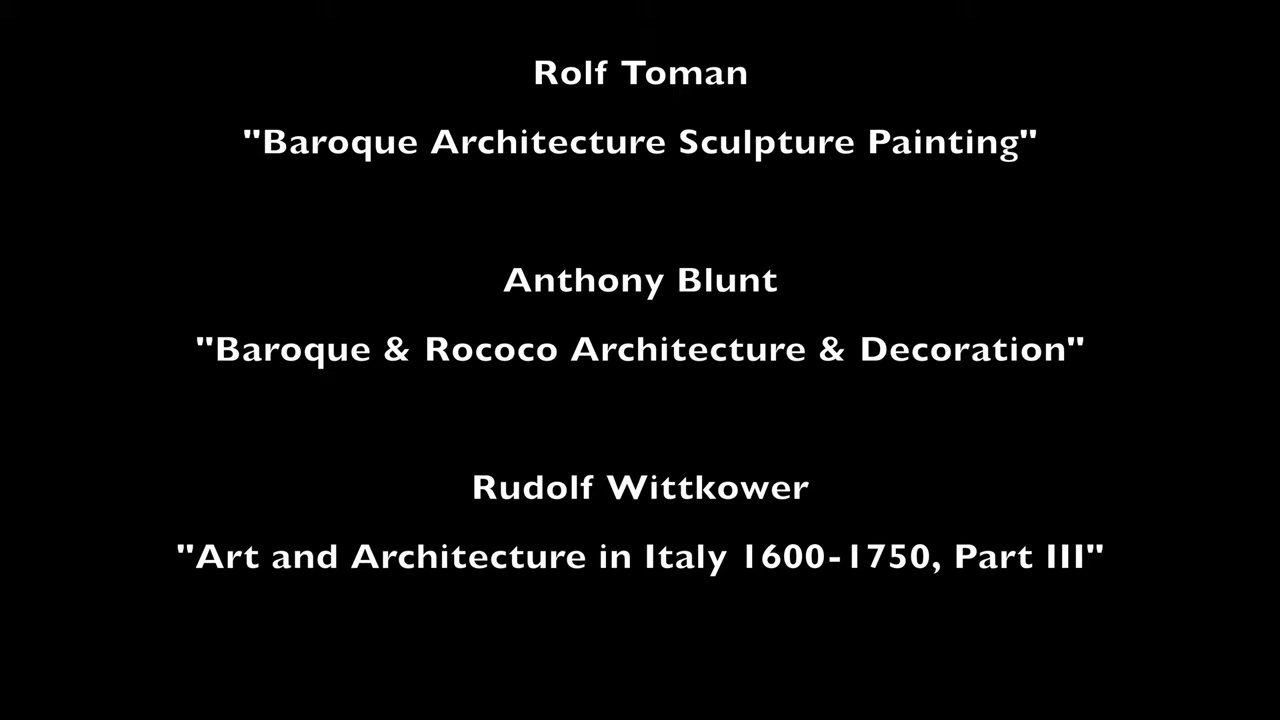 Rolf Toman
"Baroque Architecture Sculpture Painting"
Anthony Blunt
"Baroque & Rococo Architecture & Decoration"
Rudolf Wittkower
"Art and Architecture in Italy 1600-1750, Part III"